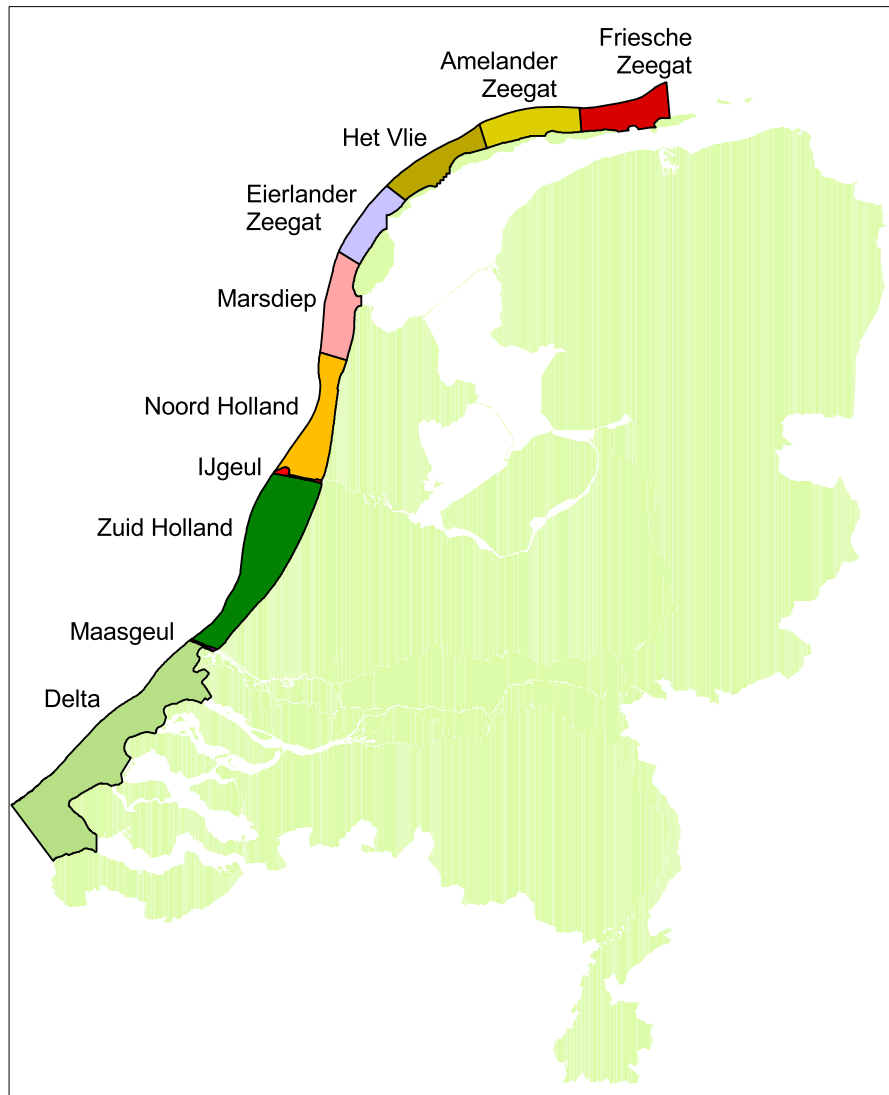 Friesche
Zeegat
Amelander
Zeegat
Het Vlie
Eierlander
Zeegat
Marsdiep
Noord Holland
IJgeul
Zuid Holland
Maasgeul
Delta